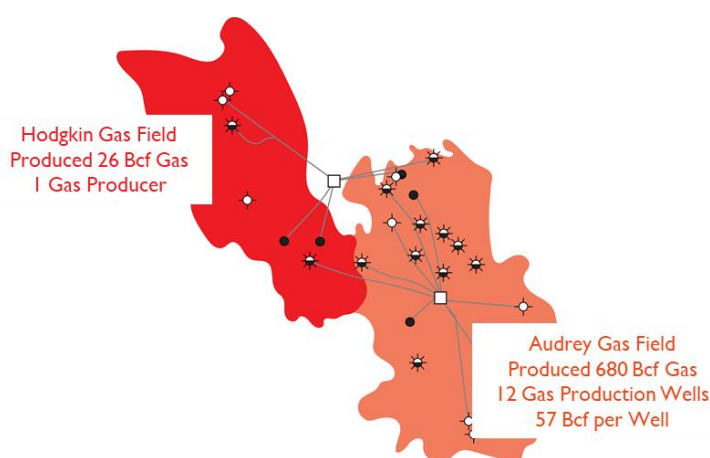 Hodgkin Gas Field
Produced 26 Bcf Gas
1 Gas Producer
Audrey Gas Field
Produced 680 Bcf Gas
12 Gas Production Wells
57 Bcf per Well